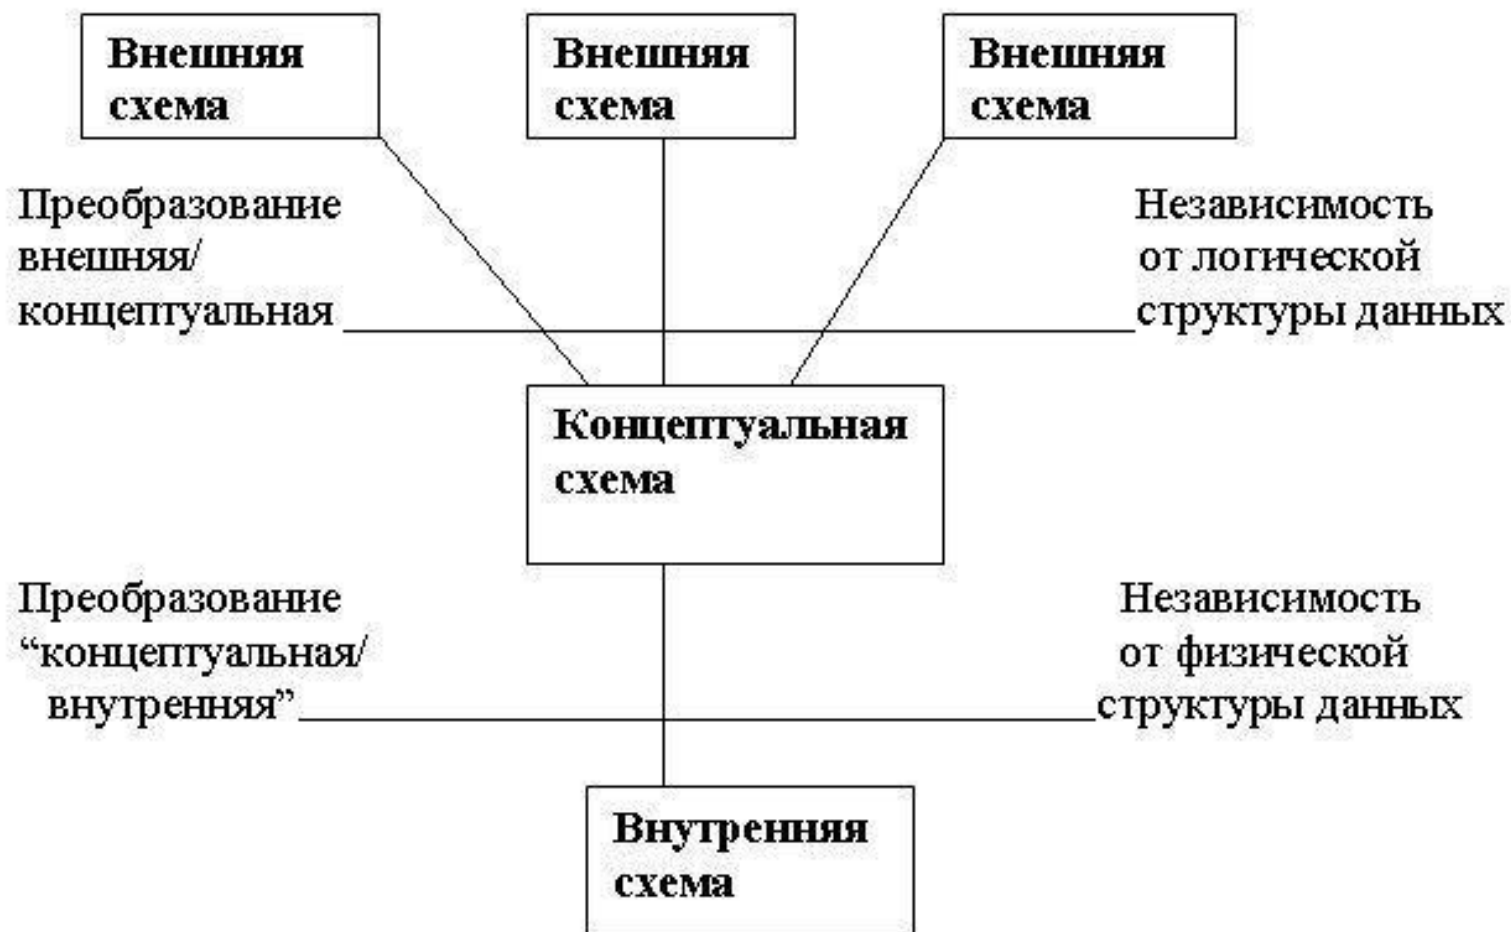 Внешняя
схема
Внешняя
схема
Внешняя
схема
Преобразование
внешняя/
концептуальная
Независимость
от логической
структуры данных
Концептуальная
схема
Преобразование
“концептуальная/
внутренняя”
Независимость
от физической
структуры данных
Внутренняя
схема